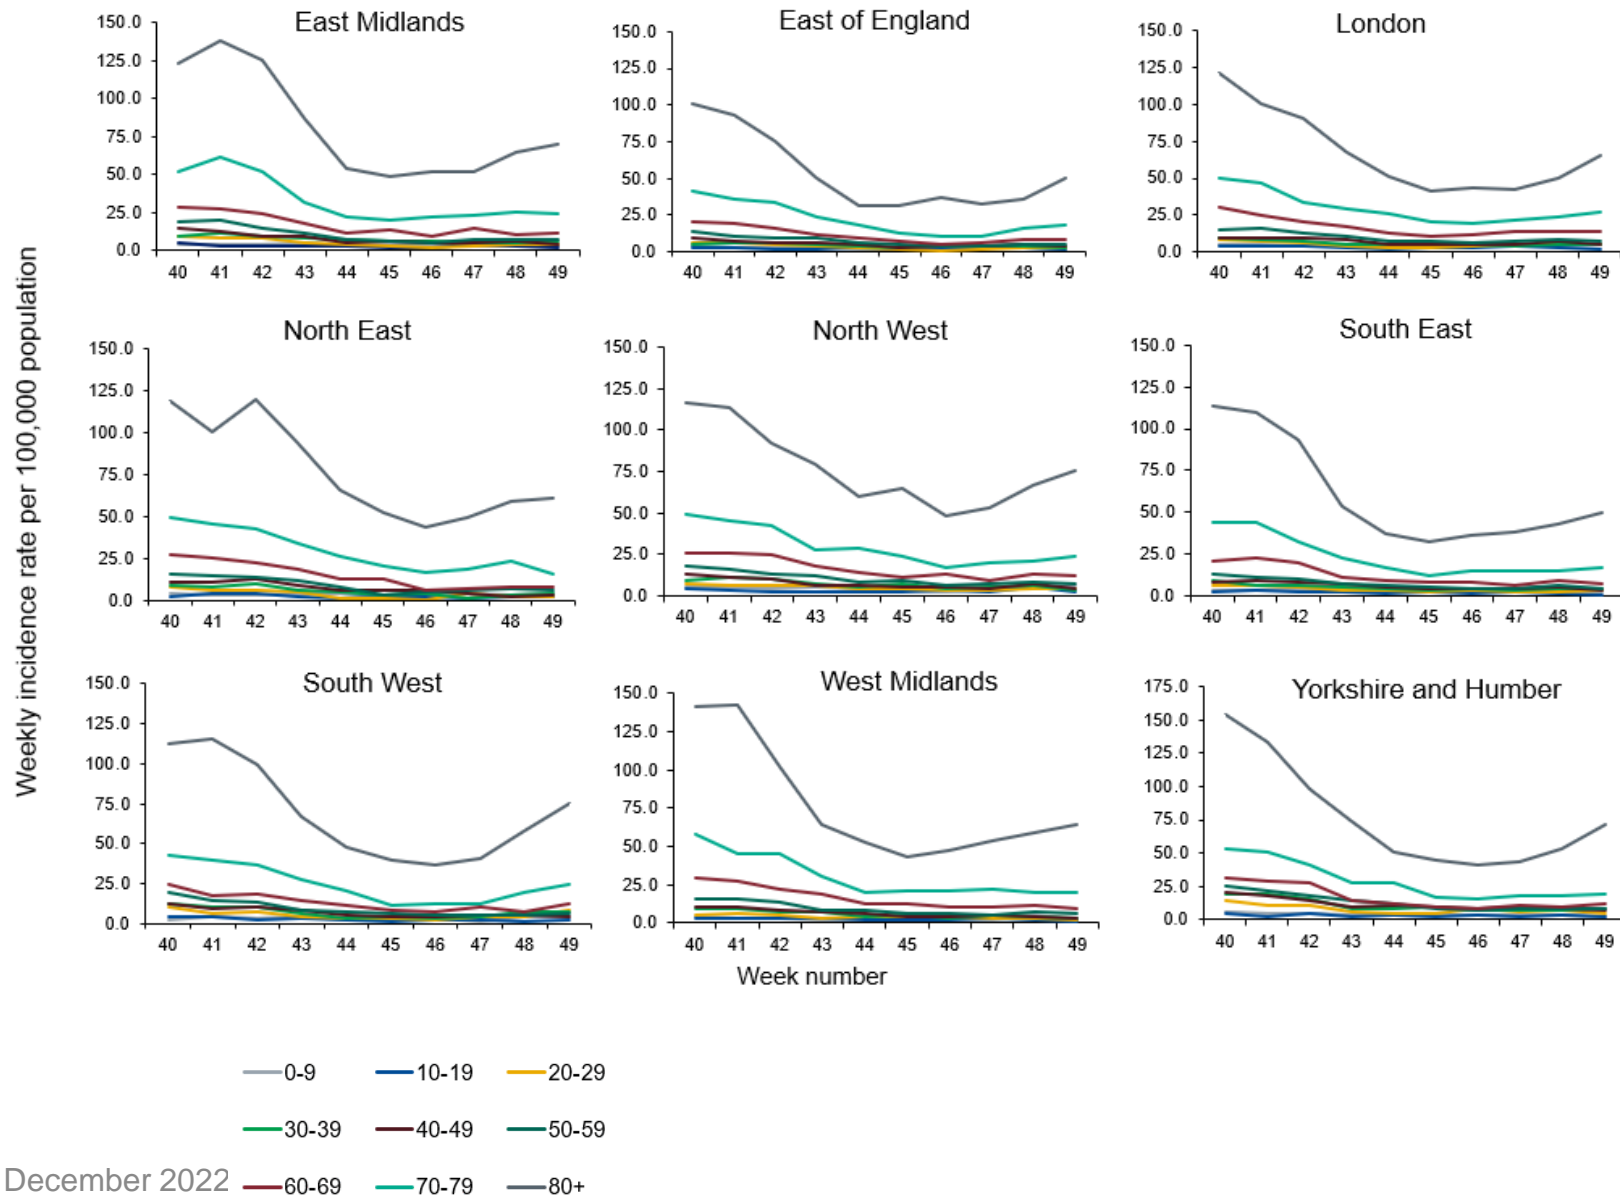 Weekly incidence rate per 100,000 population
East Midlands
150.0
125.0
100.0
75.0
50.0
25.0
0.0
40 41 42 43 44 45 46 47 48 49
East of England
150.0
125.0
100.0
75.0
50.0
25.0
0.0
40 41 42 43 44 45 46 47 48 49
London
150.0
125.0
100.0
75.0
50.0
25.0
0.0
40 41 42 43 44 45 46 47 48 49
North East
150.0
125.0
100.0
75.0
50.0
25.0
0.0
40 41 42 43 44 45 46 47 48 49
North West
150.0
125.0
100.0
75.0
50.0
25.0
0.0
40 41 42 43 44 45 46 47 48 49
South East
150.0
125.0
100.0
75.0
50.0
25.0
0.0
40 41 42 43 44 45 46 47 48 49
South West
150.0
125.0
100.0
75.0
50.0
25.0
0.0
40 41 42 43 44 45 46 47 48 49
West Midlands
150.0
125.0
100.0
75.0
50.0
25.0
0.0
40 41 42 43 44 45 46 47 48 49
Yorkshire and Humber
175.0
150.0
125.0
100.0
75.0
50.0
25.0
0.0
40 41 42 43 44 45 46 47 48 49
Week number
0-9 10-19 20-29
30-39 40-49 50-59
60-69 70-79 80+
December 2022